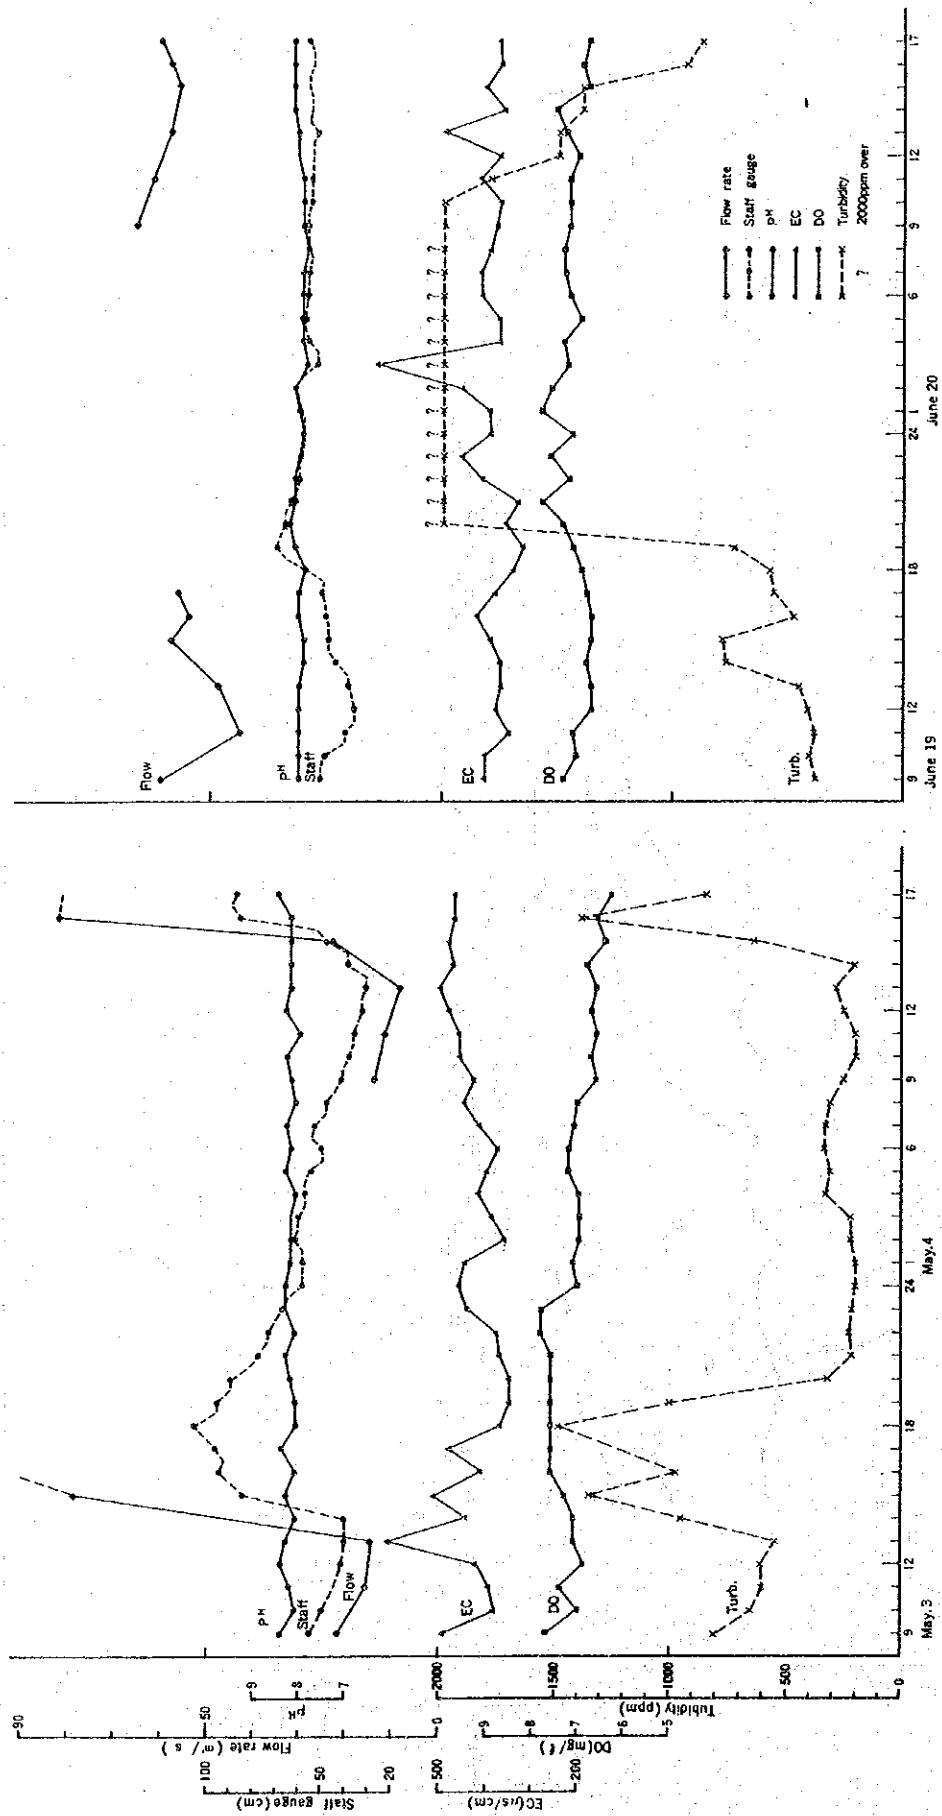 Staff gauge(cm)
100
50
20
Flow rate (m³/s)
90
50
0
pH
9
8
7
EC(μs/cm)
500
200
DO(mg/ℓ)
9
8
7
6
5
Tubidity (ppm)
2000
1500
1000
500
0
pH
Staff
Flow
EC
DO
Turb.
9 12 18 24 1 6 9 12 17
May.3 May.4
Flow
pH
Staff
EC
DO
Turb.
? ? ? ? ? ? ? ? ? ? ? ? ?
Flow rate
Staff gauge
pH
EC
DO
Turbidity
? 2000ppm over
9 12 18 24 1 6 9 12 17
June 19 June 20